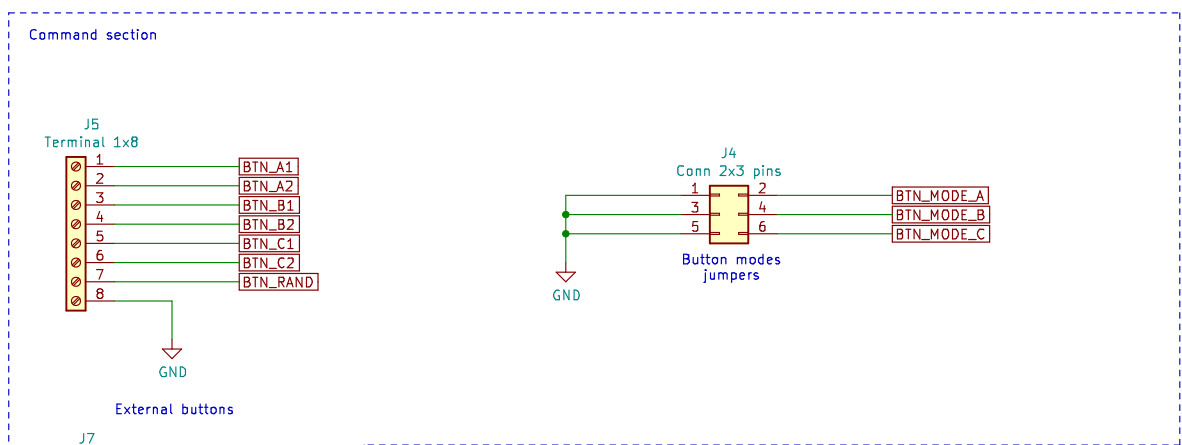 Command section
J5
Terminal 1x8
1 BTN_A1
2 BTN_A2
3 BTN_B1
4 BTN_B2
5 BTN_C1
6 BTN_C2
7 BTN_RAND
8
GND
External buttons
J7
J4
Conn 2x3 pins
1 2 BTN_MODE_A
3 4 BTN_MODE_B
5 6 BTN_MODE_C
Button modes
jumpers
GND